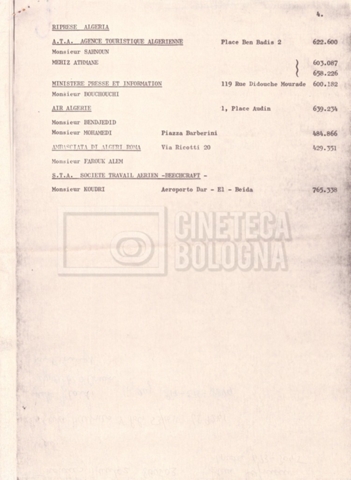 4.
RIPRESE ALGERIA
A.T.A. AGENCE TOURISTIQUE ALGERIENNE Place Ben Badis 2 622.600
Monsieur SAHNOUN
MERIZ ATHMANE 603.087
658.226
MINISTERE PRESSE ET INFORMATION 119 Rue Didouche Mourade 600.182
Monsieur BOUCHOUCHI
AIR ALGERIE 1, Place Audin 639.234
Monsieur BENDJEDID
Monsieur MOHAMEDI Piazza Barberini 484.866
AMBASCIATA DI ALGERI ROMA Via Ricotti 20 429.551
Monsieur FAROUK ALEM
S.T.A. SOCIETE TRAVAIL AERIER -BEECHCRAFT -
Monsieur KOUDRI Aeroporto Dar - El - Beida 765.330
CINETECA
BOLOGNA